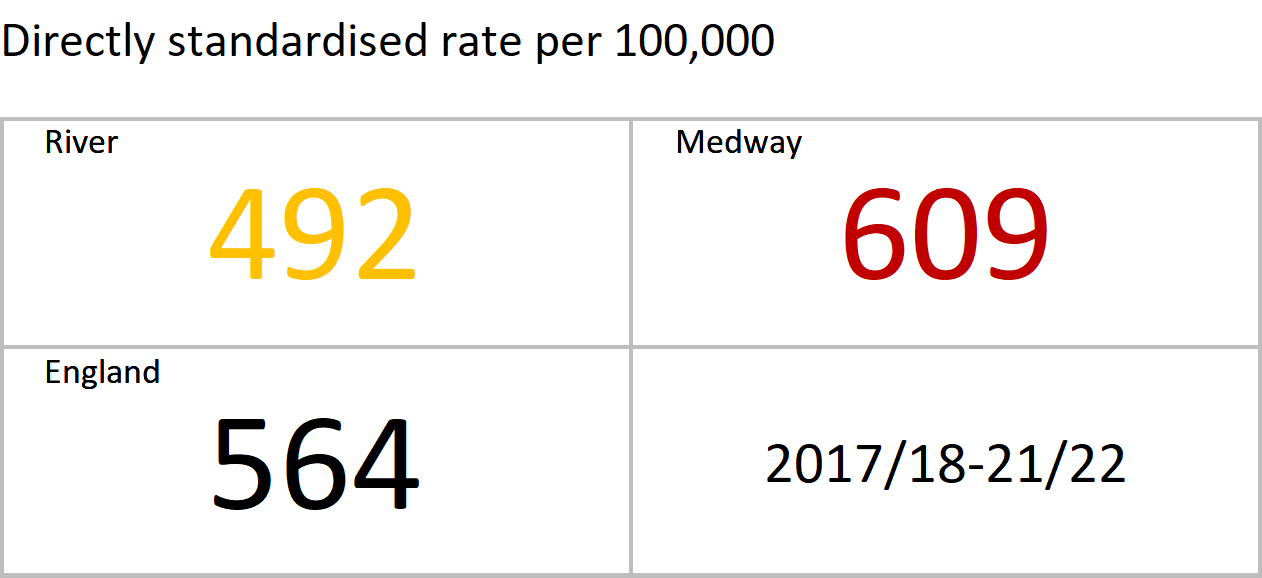 Directly standardised rate per 100,000
River
492
Medway
609
England
564
2017/18-21/22